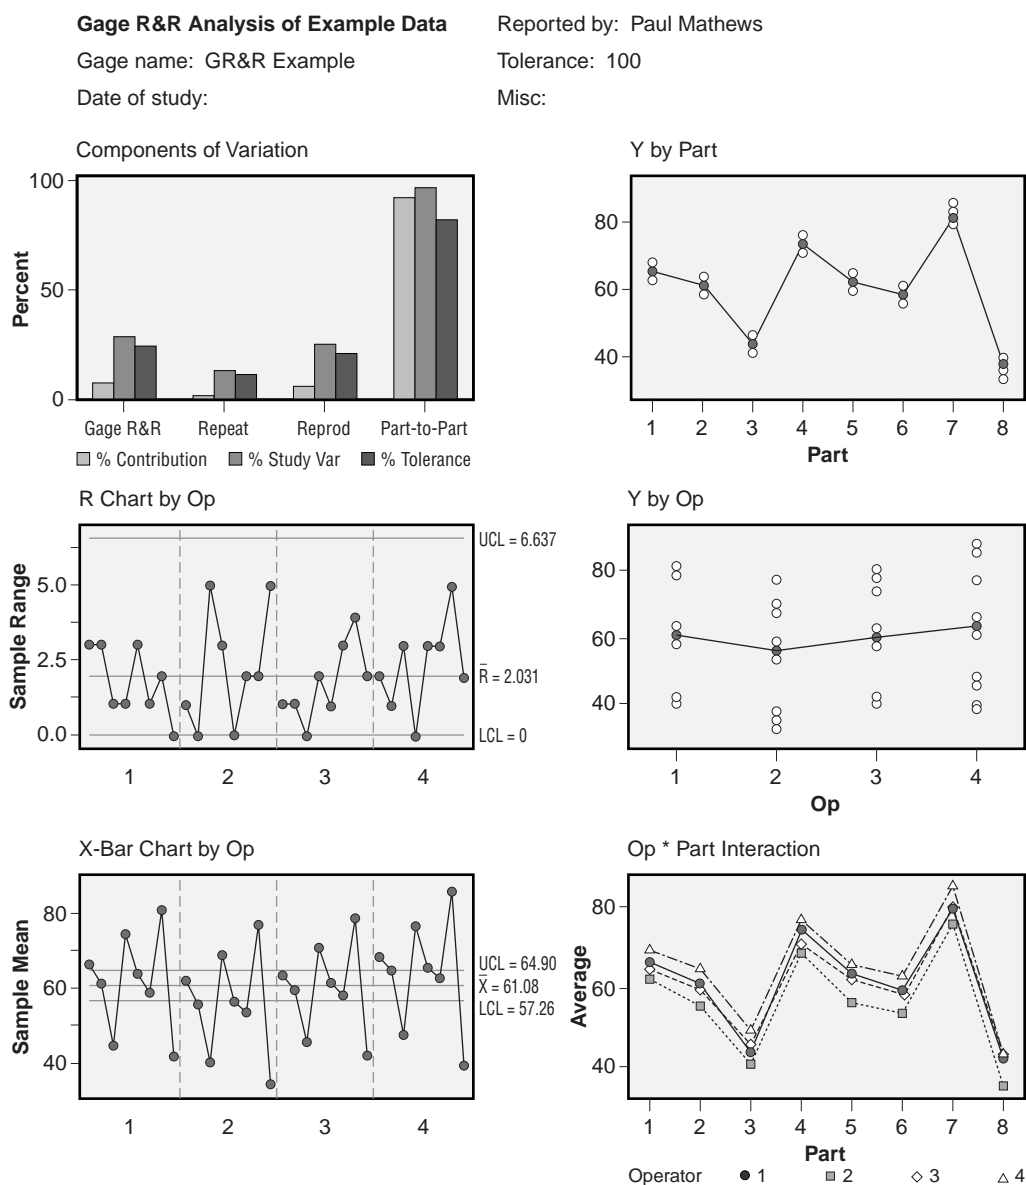 Gage R&R Analysis of Example Data
Reported by: Paul Mathews
Gage name: GR&R Example
Tolerance: 100
Date of study:
Misc:
Components of Variation
100
50
0
Percent
Gage R&R Repeat Reprod Part-to-Part
% Contribution % Study Var % Tolerance
Y by Part
80
60
40
1 2 3 4 5 6 7 8
Part
R Chart by Op
5.0
2.5
0.0
Sample Range
UCL = 6.637
R̅ = 2.031
LCL = 0
1 2 3 4
Y by Op
80
60
40
1 2 3 4
Op
X-Bar Chart by Op
80
60
40
Sample Mean
UCL = 64.90
X̅ = 61.08
LCL = 57.26
1 2 3 4
Op * Part Interaction
80
60
40
Average
1 2 3 4 5 6 7 8
Part
Operator 1 2 3 4